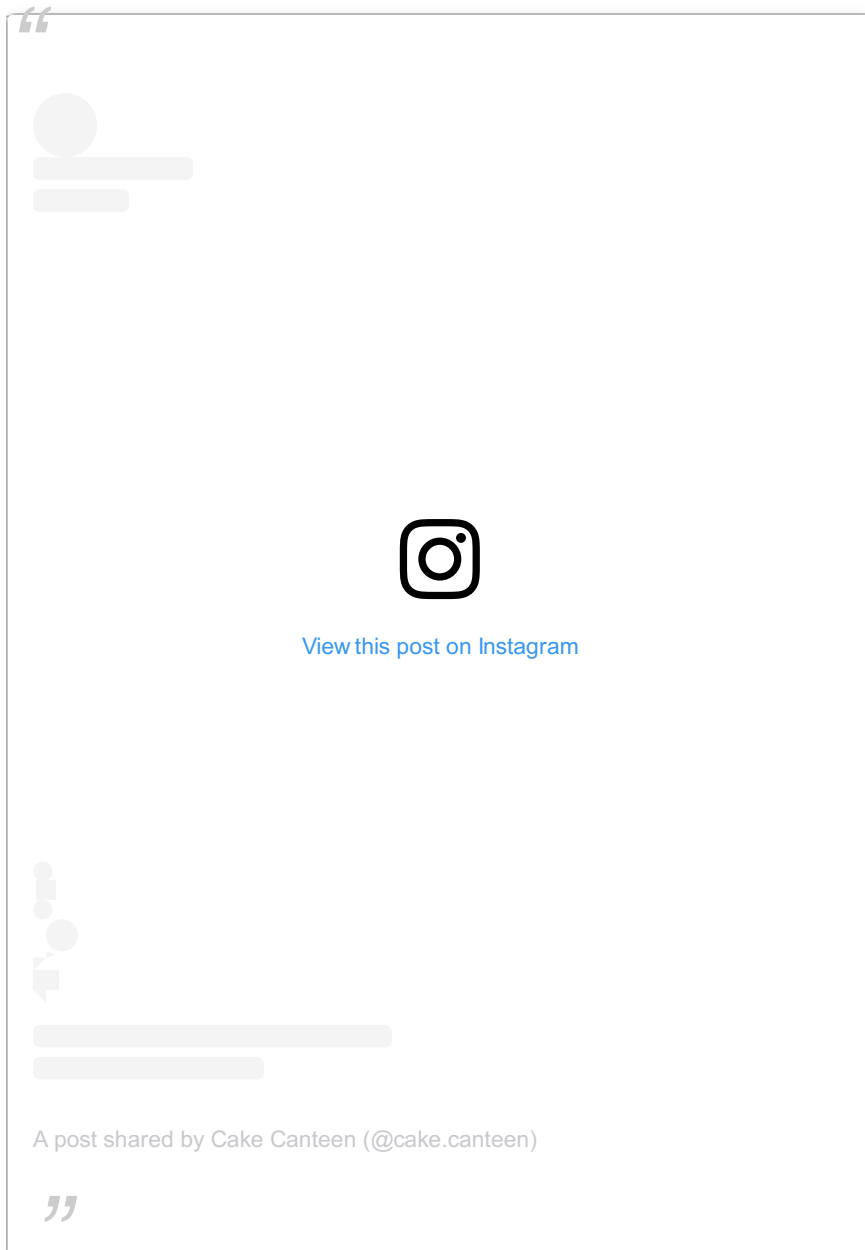 “
View this post on Instagram
A post shared by Cake Canteen (@cake.canteen)
”